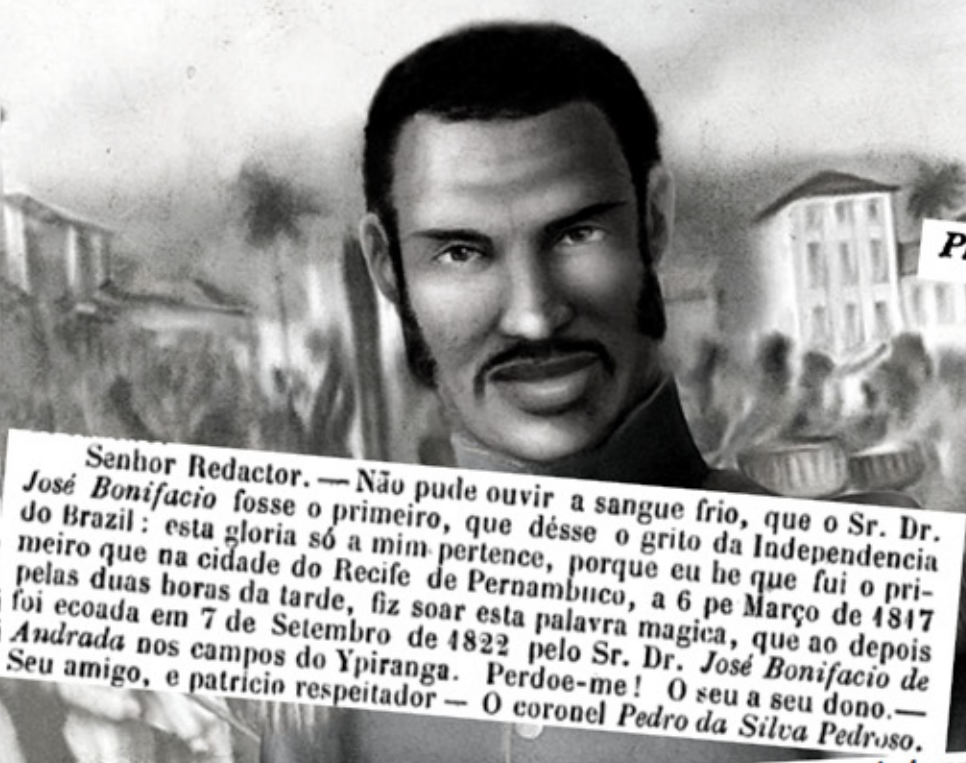 P
Senhor Redactor. — Não pude ouvir a sangue frio, que o Sr. Dr.
José Bonifacio fosse o primeiro, que désse o grito da Independencia
do Brazil: esta gloria só a mim pertence, porque eu he que fui o pri-
meiro que na cidade do Recife de Pernambuco, a 6 pe Março de 1817
pelas duas horas da tarde, fiz soar esta palavra magica, que ao depois
foi ecoada em 7 de Setembro de 1822 pelo Sr. Dr. José Bonifacio de
Andrada nos campos do Ypiranga. Perdoe-me! O seu a seu dono.—
Seu amigo, e patricio respeitador — O coronel Pedro da Silva Pedroso.